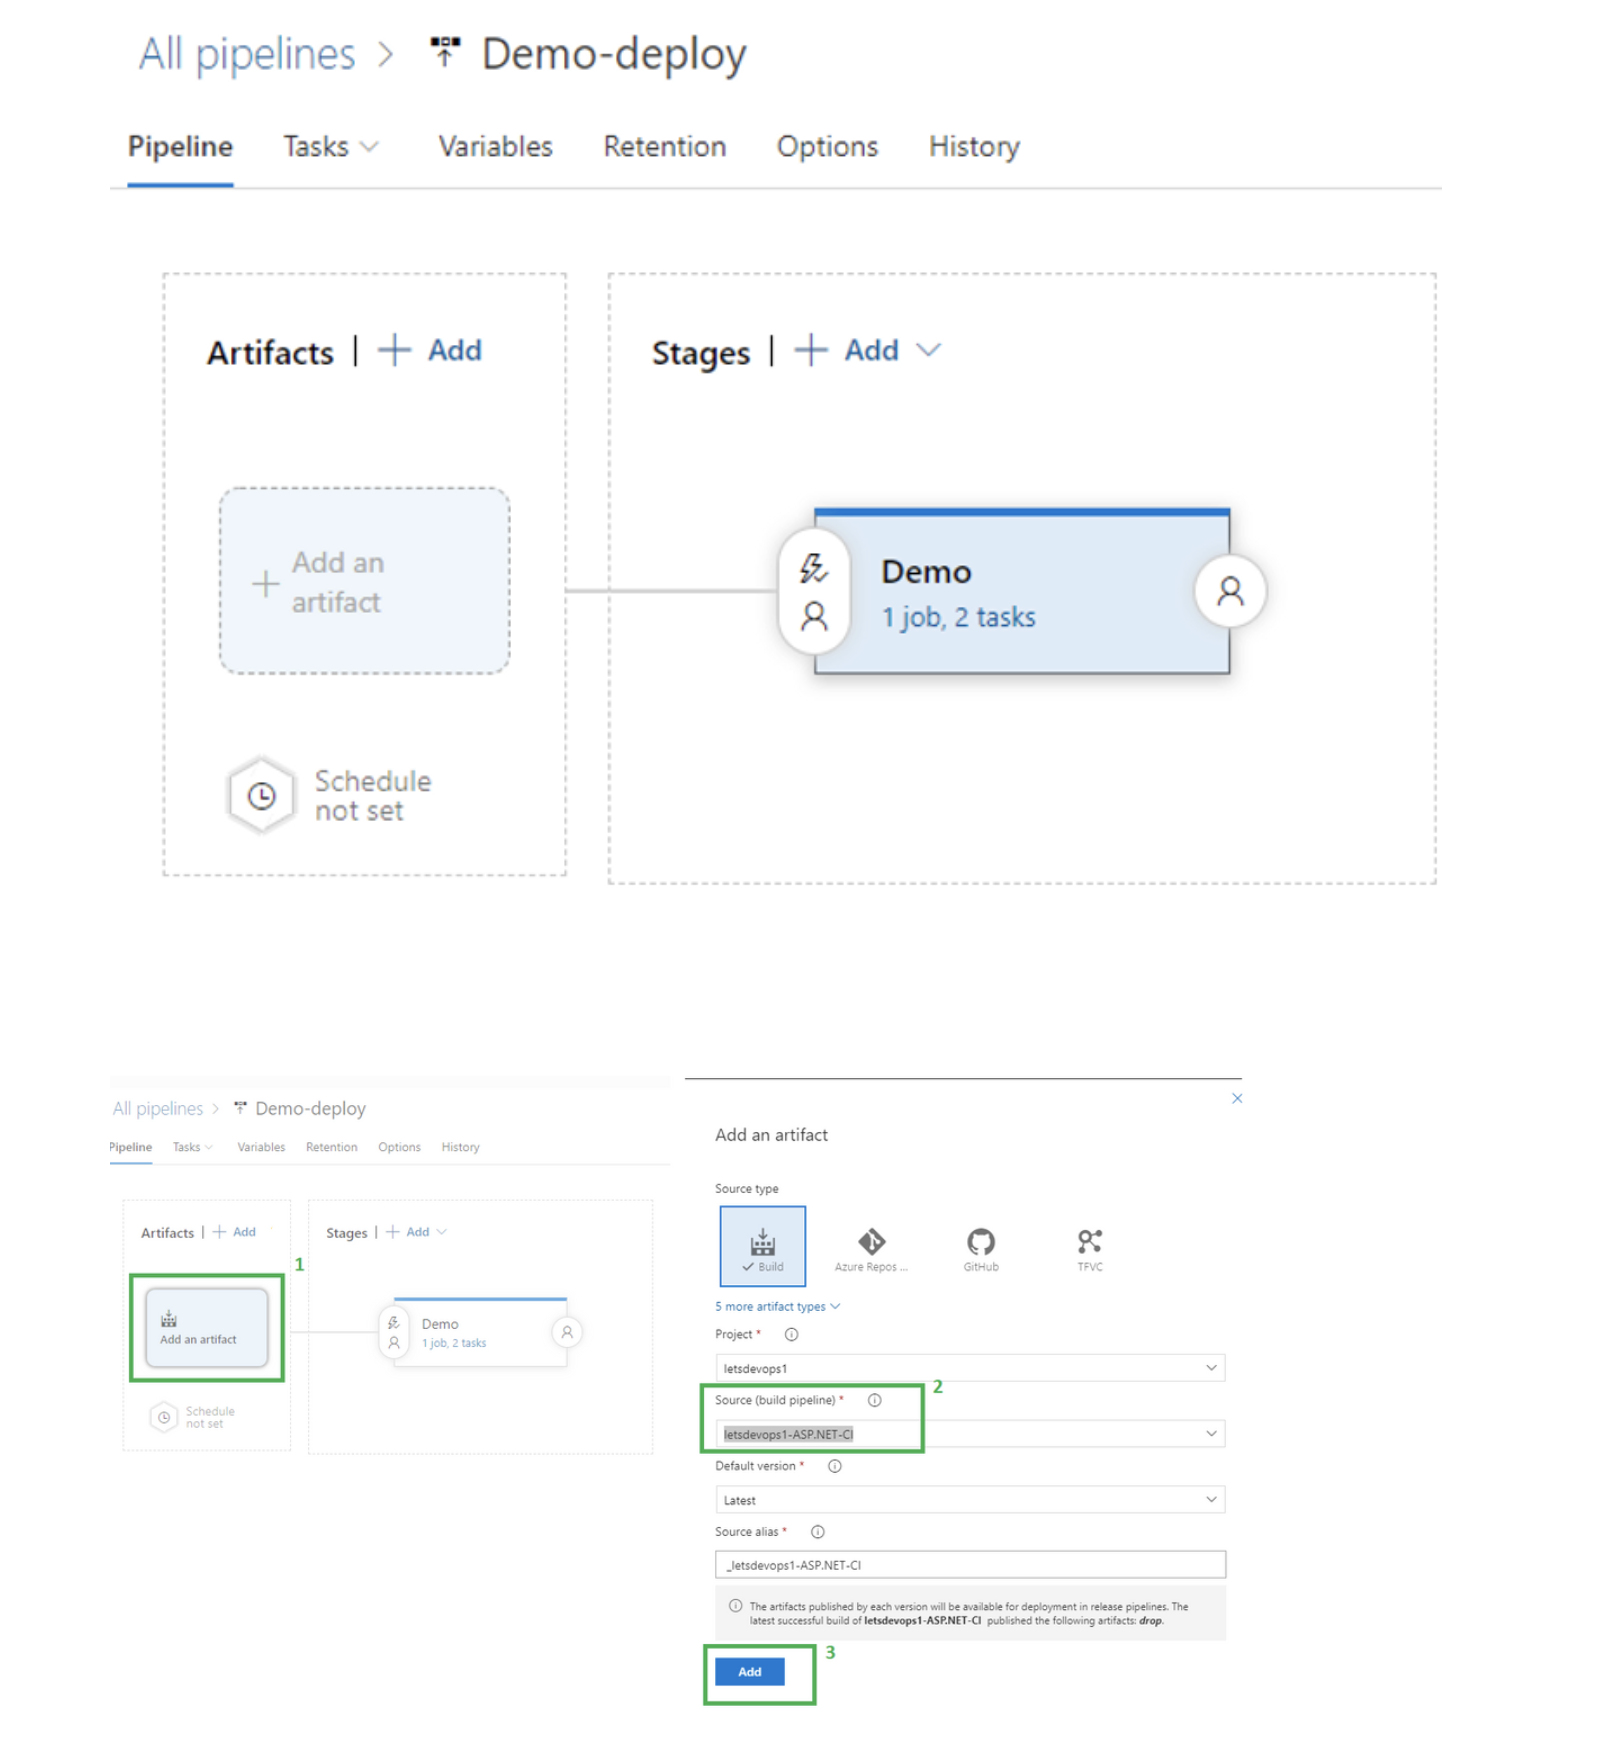 All pipelines > Demo-deploy
Pipeline Tasks Variables Retention Options History
Artifacts | + Add
Stages | + Add
+ Add an
artifact
Demo
1 job, 2 tasks
Schedule
not set
All pipelines > Demo-deploy
Pipeline Tasks Variables Retention Options History
Artifacts | + Add
Stages | + Add
1
Add an artifact
Demo
1 job, 2 tasks
Schedule
not set
Add an artifact
Source type
Build
Azure Repos ...
GitHub
TFVC
5 more artifact types
Project *
letsdevops1
2
Source (build pipeline) *
letsdevops1-ASP.NET-CI
Default version *
Latest
Source alias *
_letsdevops1-ASP.NET-CI
The artifacts published by each version will be available for deployment in release pipelines. The
latest successful build of letsdevops1-ASP.NET-CI published the following artifacts: drop.
3
Add